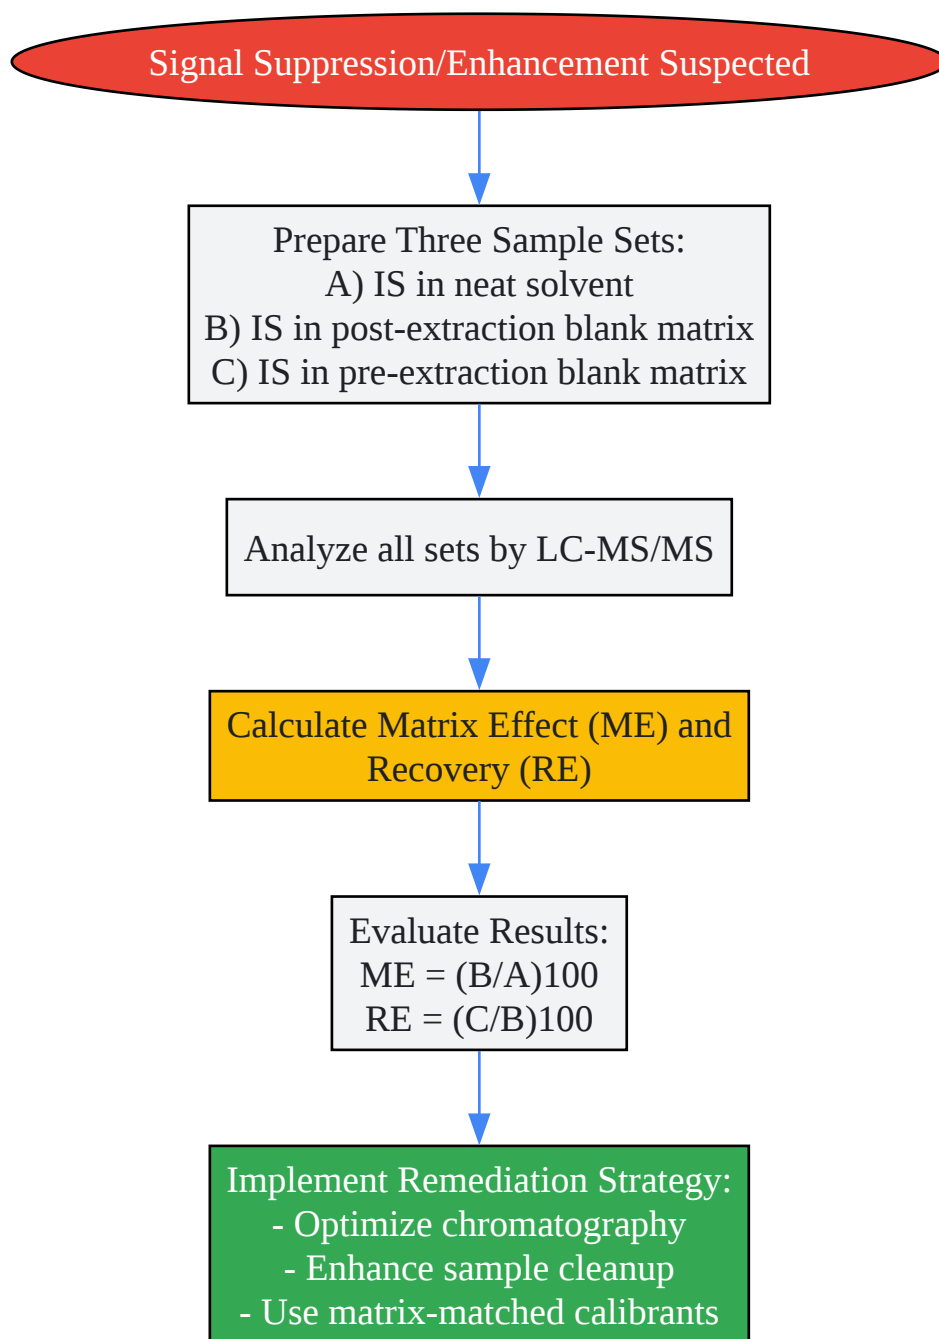 Signal Suppression/Enhancement Suspected
Prepare Three Sample Sets:
A) IS in neat solvent
B) IS in post-extraction blank matrix
C) IS in pre-extraction blank matrix
Analyze all sets by LC-MS/MS
Calculate Matrix Effect (ME) and
Recovery (RE)
Evaluate Results:
ME = (B/A)100
RE = (C/B)100
Implement Remediation Strategy:
- Optimize chromatography
- Enhance sample cleanup
- Use matrix-matched calibrants